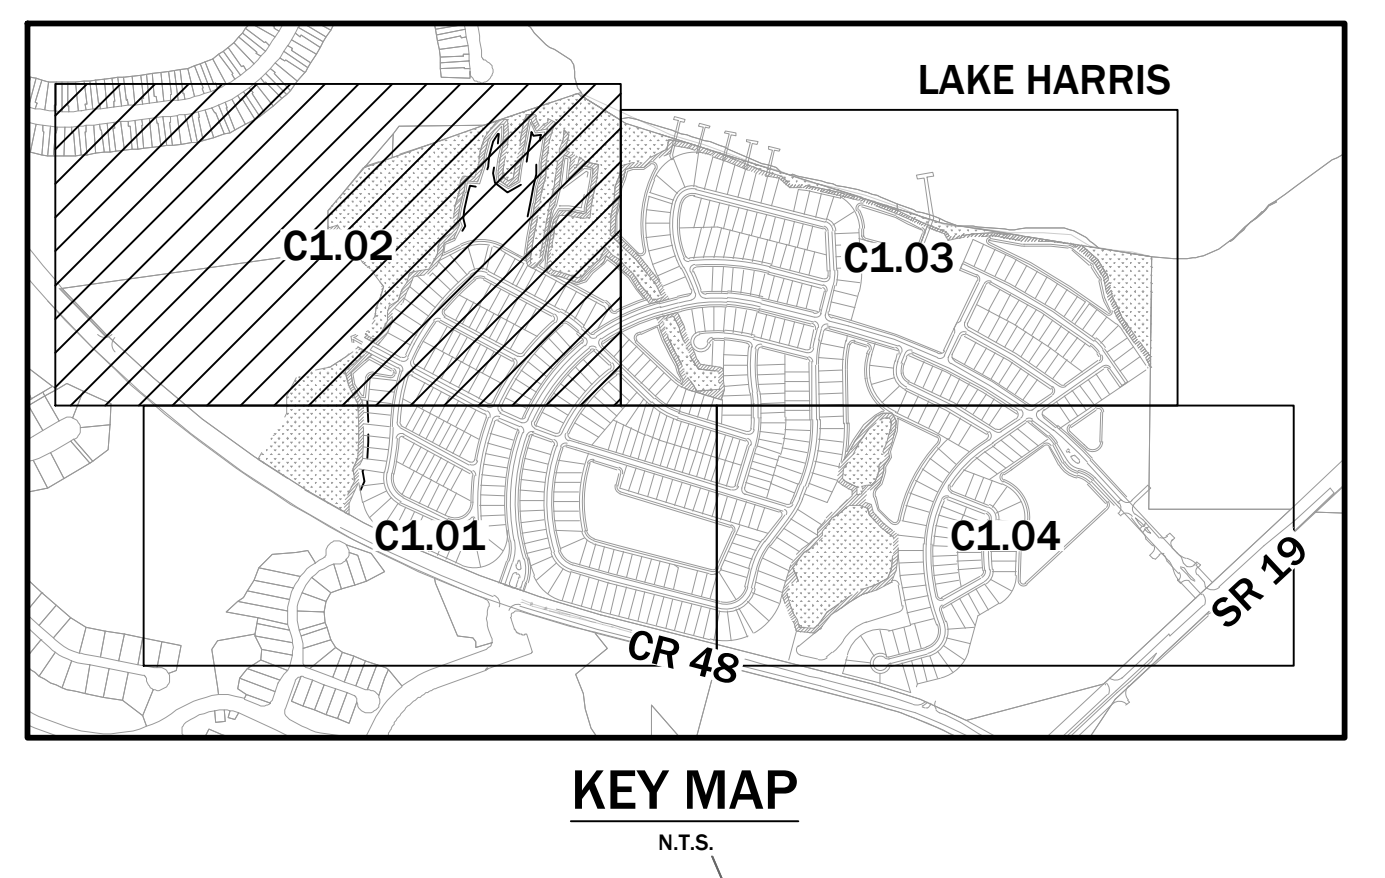 LAKE HARRIS
C1.02
C1.03
C1.01
C1.04
SR 19
CR 48
KEY MAP
N.T.S.